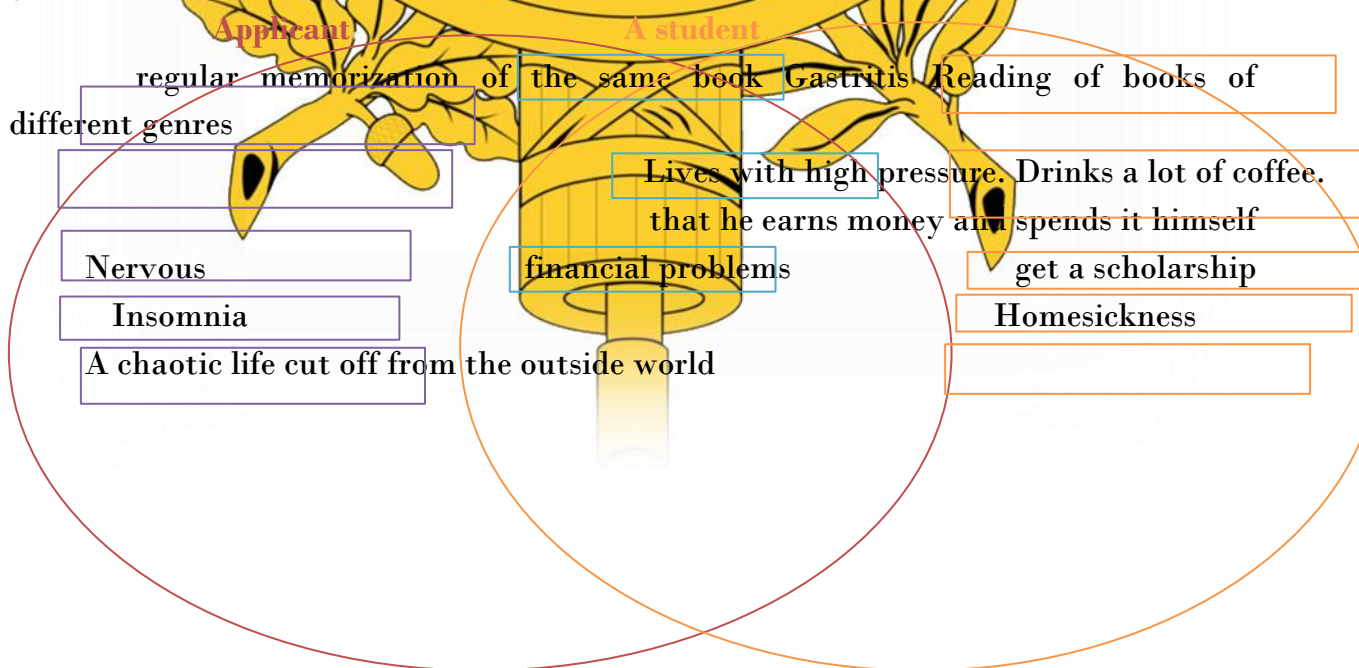 Applicant A student
regular memorization of the same book Gastritis Reading of books of
different genres
Lives with high pressure. Drinks a lot of coffee.
that he earns money and spends it himself
Nervous financial problems get a scholarship
Insomnia Homesickness
A chaotic life cut off from the outside world